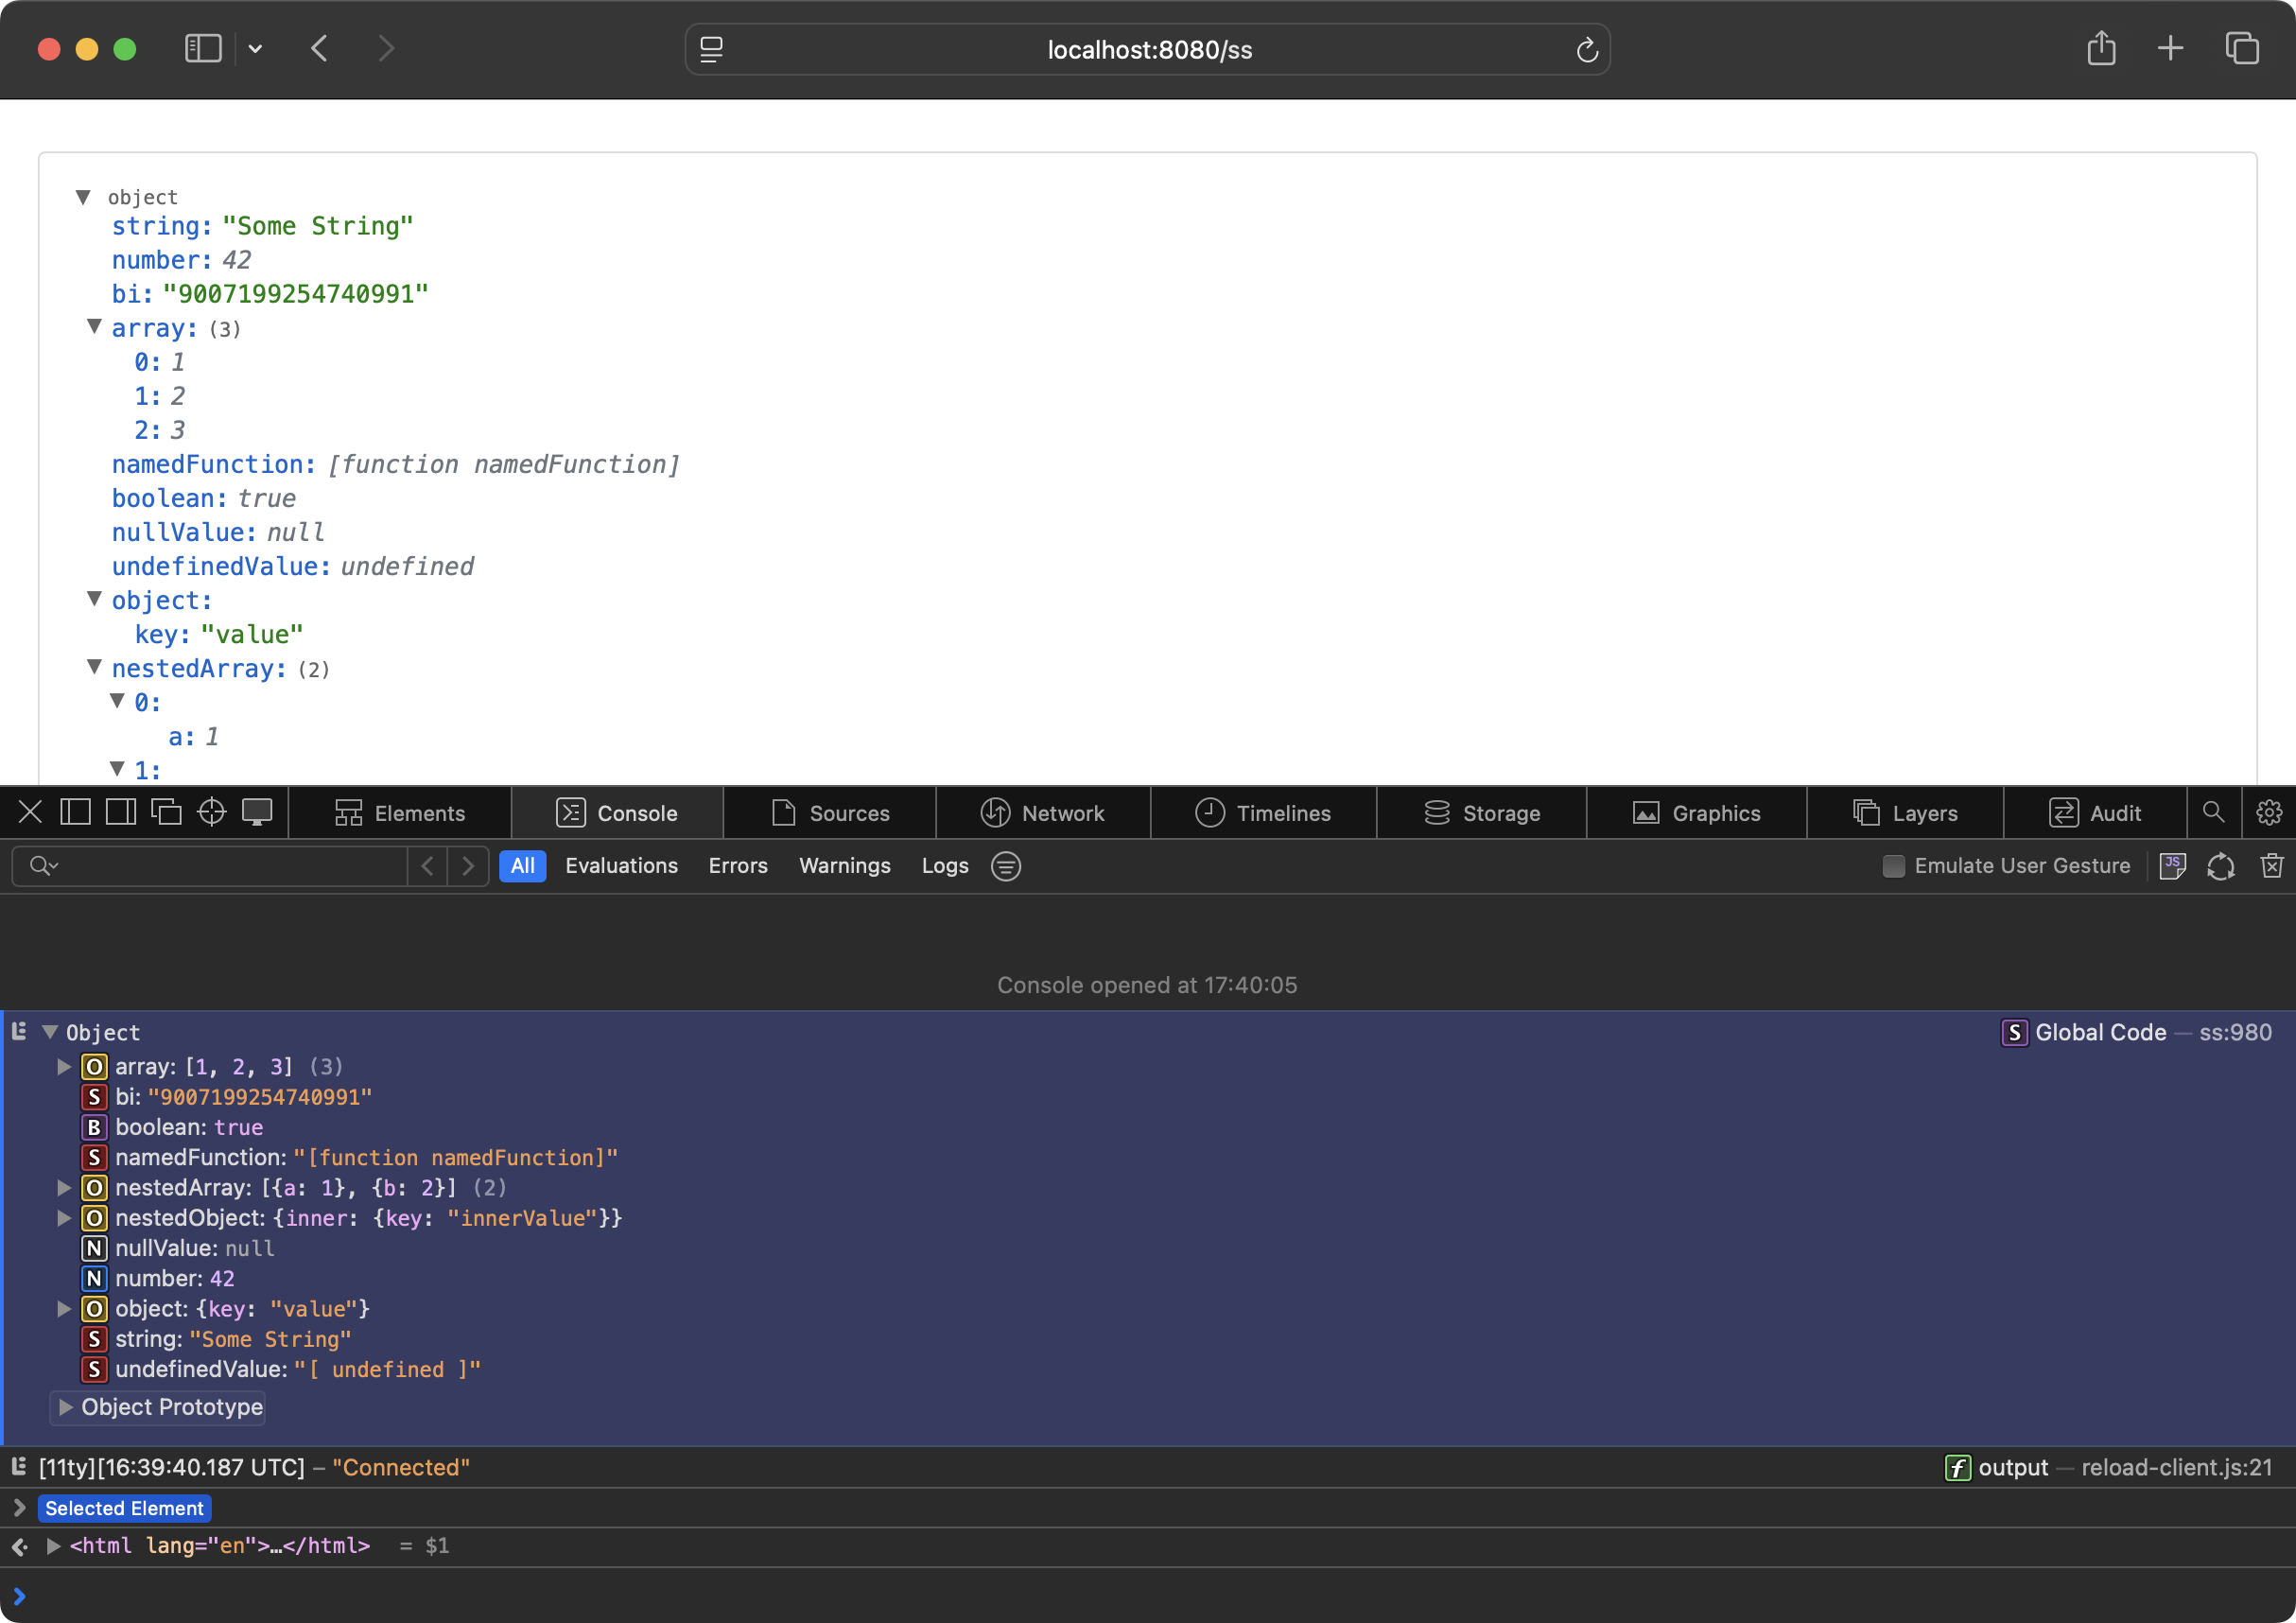 localhost:8080/ss
▼ object
string: "Some String"
number: 42
bi: "9007199254740991"
▼ array: (3)
0: 1
1: 2
2: 3
namedFunction: [function namedFunction]
boolean: true
nullValue: null
undefinedValue: undefined
▼ object:
key: "value"
▼ nestedArray: (2)
▼ 0:
a: 1
▼ 1:
Elements Console Sources Network Timelines Storage Graphics Layers Audit
All Evaluations Errors Warnings Logs Emulate User Gesture JS
Console opened at 17:40:05
▼ Object S Global Code — ss:980
▶ O array: [1, 2, 3] (3)
S bi: "9007199254740991"
B boolean: true
S namedFunction: "[function namedFunction]"
▶ O nestedArray: [{a: 1}, {b: 2}] (2)
▶ O nestedObject: {inner: {key: "innerValue"}}
N nullValue: null
N number: 42
▶ O object: {key: "value"}
S string: "Some String"
S undefinedValue: "[ undefined ]"
▶ Object Prototype
[11ty][16:39:40.187 UTC] – "Connected" f output — reload-client.js:21
Selected Element
▶ <html lang="en">…</html> = $1